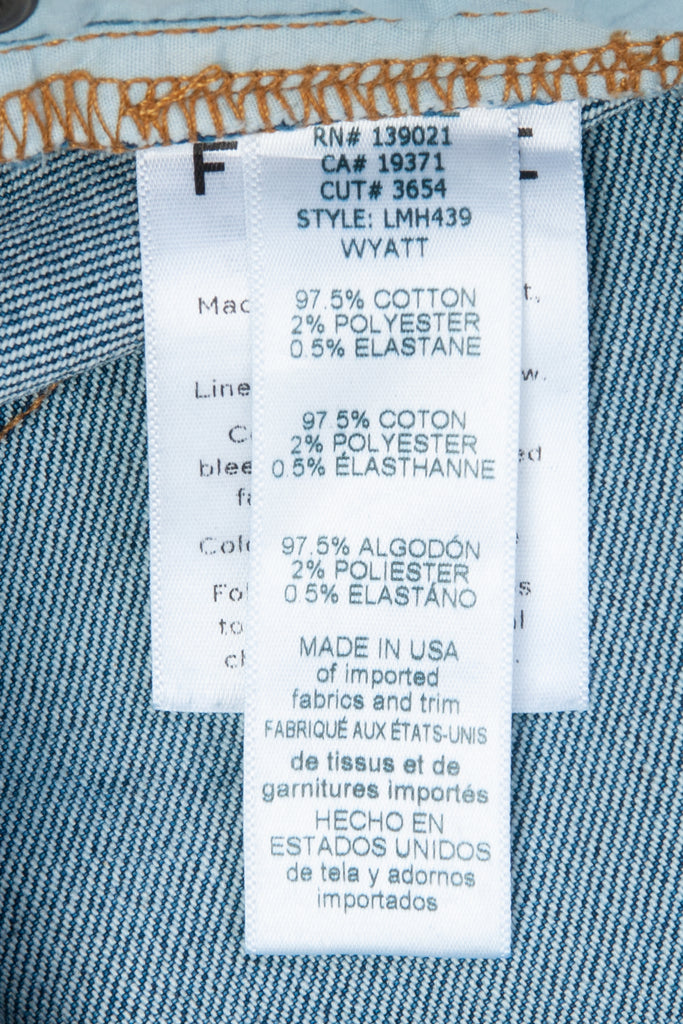 RN# 139021
CA# 19371
CUT# 3654
STYLE: LMH439
WYATT
97.5% COTTON
2% POLYESTER
0.5% ELASTANE
97.5% COTON
2% POLYESTER
0.5% ÉLASTHANNE
97.5% ALGODÓN
2% POLIESTER
0.5% ELASTÁNO
MADE IN USA
of imported
fabrics and trim
FABRIQUÉ AUX ÉTATS-UNIS
de tissus et de
garnitures importés
HECHO EN
ESTADOS UNIDOS
de tela y adornos
importados